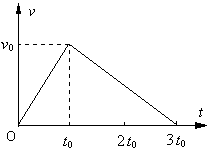 v
v₀
O t₀ 2t₀ 3t₀ t